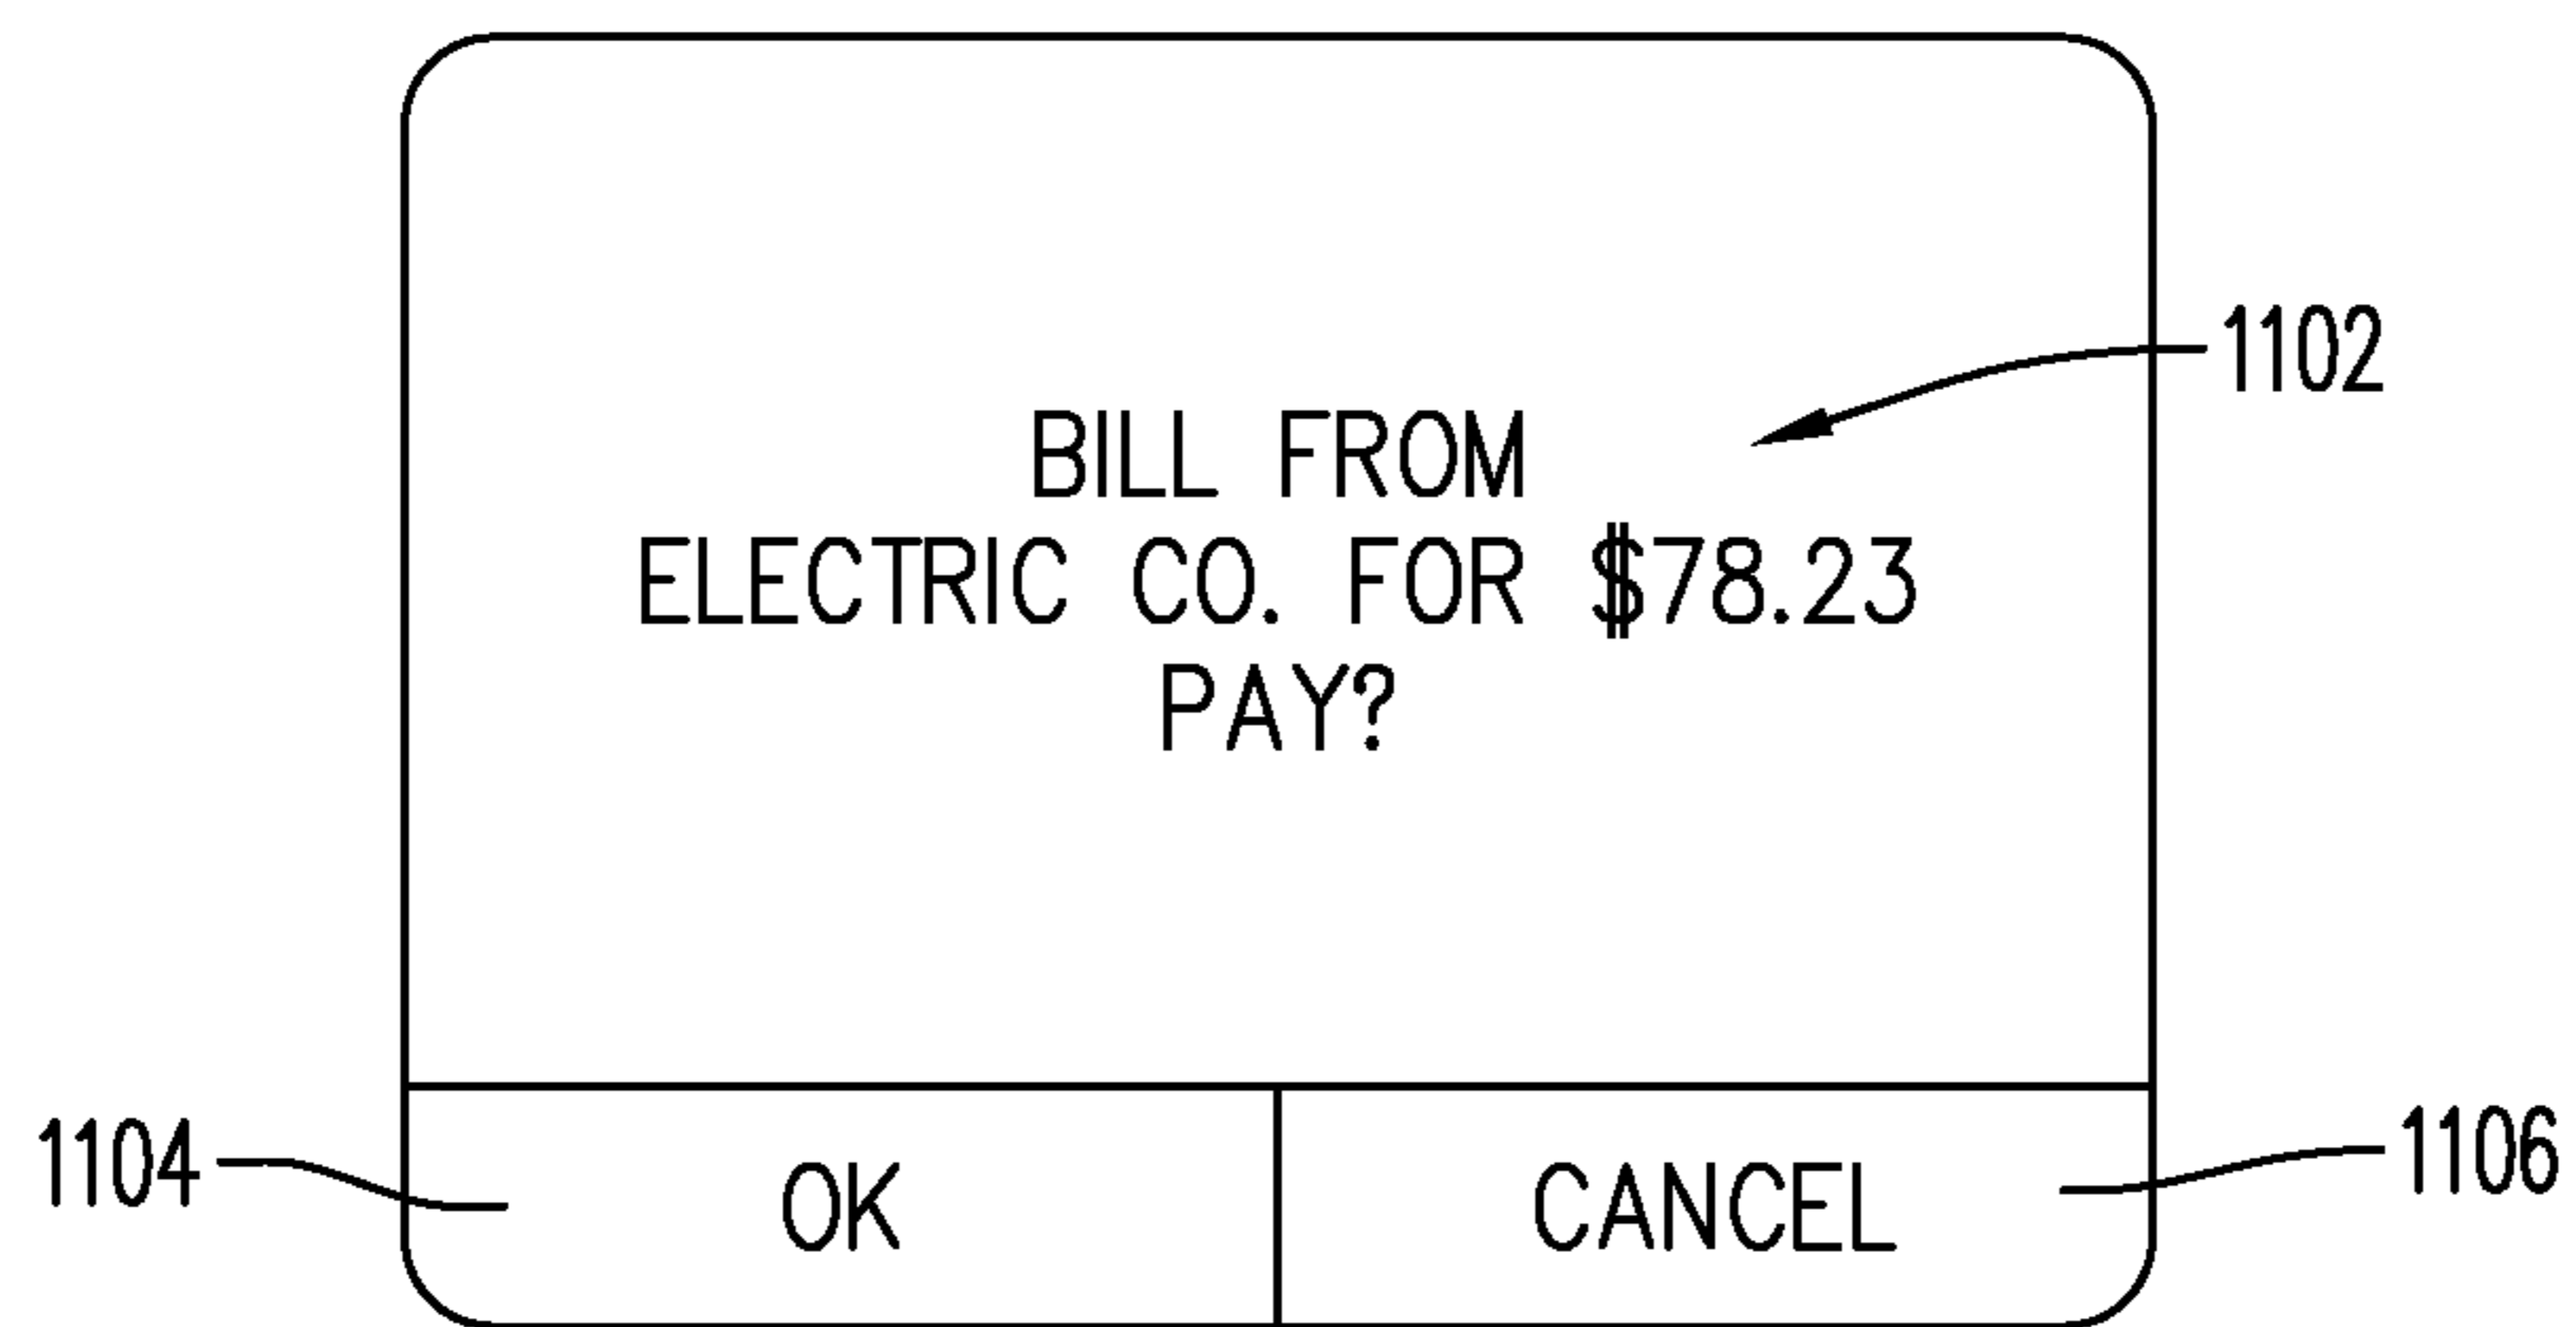 1102
BILL FROM
ELECTRIC CO. FOR $78.23
PAY?
1104
OK
CANCEL
1106